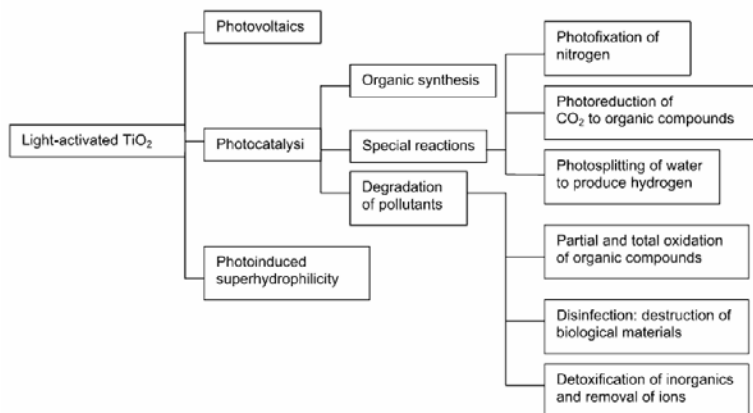 Light-activated TiO₂
Photovoltaics
Photocatalysi
Photoinduced
superhydrophilicity
Organic synthesis
Special reactions
Degradation
of pollutants
Photofixation of
nitrogen
Photoreduction of
CO₂ to organic compounds
Photosplitting of water
to produce hydrogen
Partial and total oxidation
of organic compounds
Disinfection: destruction of
biological materials
Detoxification of inorganics
and removal of ions